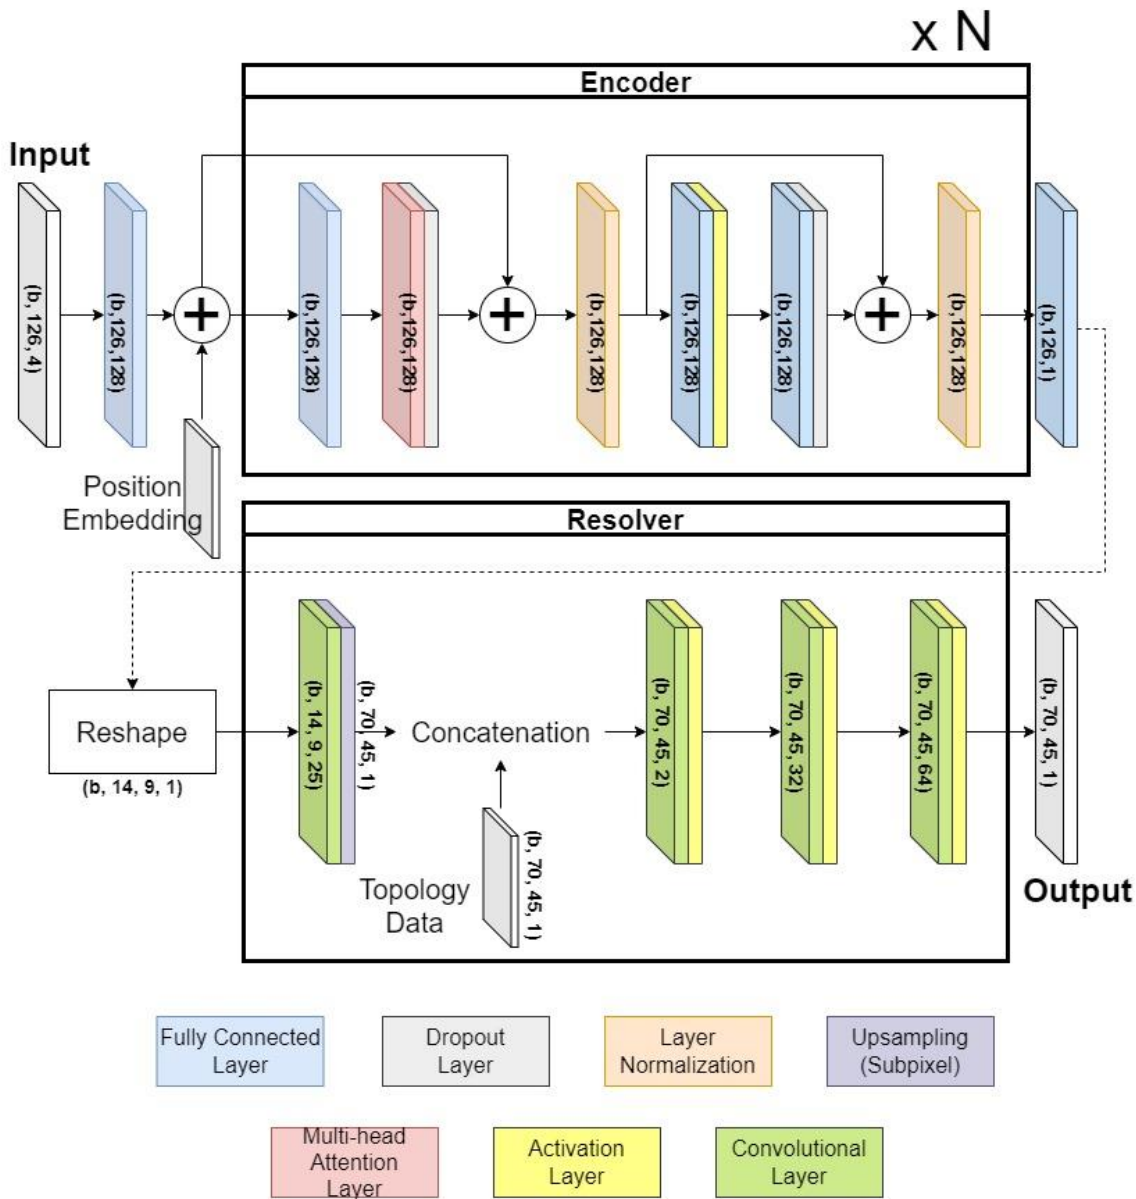 x N
Encoder
Input
(b, 126, 4)
(b,126,128)
+
(b,126,128)
(b,126,128)
+
(b,126,128)
(b,126,128)
(b,126,128)
+
(b,126,128)
(b,126,1)
Position
Embedding
Resolver
Reshape
(b, 14, 9, 1)
(b, 14, 9, 25)
(b, 70, 45, 1)
Concatenation
Topology
Data
(b, 70, 45, 1)
(b, 70, 45, 2)
(b, 70, 45, 32)
(b, 70, 45, 64)
(b, 70, 45, 1)
Output
Fully Connected
Layer
Dropout
Layer
Layer
Normalization
Upsampling
(Subpixel)
Multi-head
Attention
Layer
Activation
Layer
Convolutional
Layer